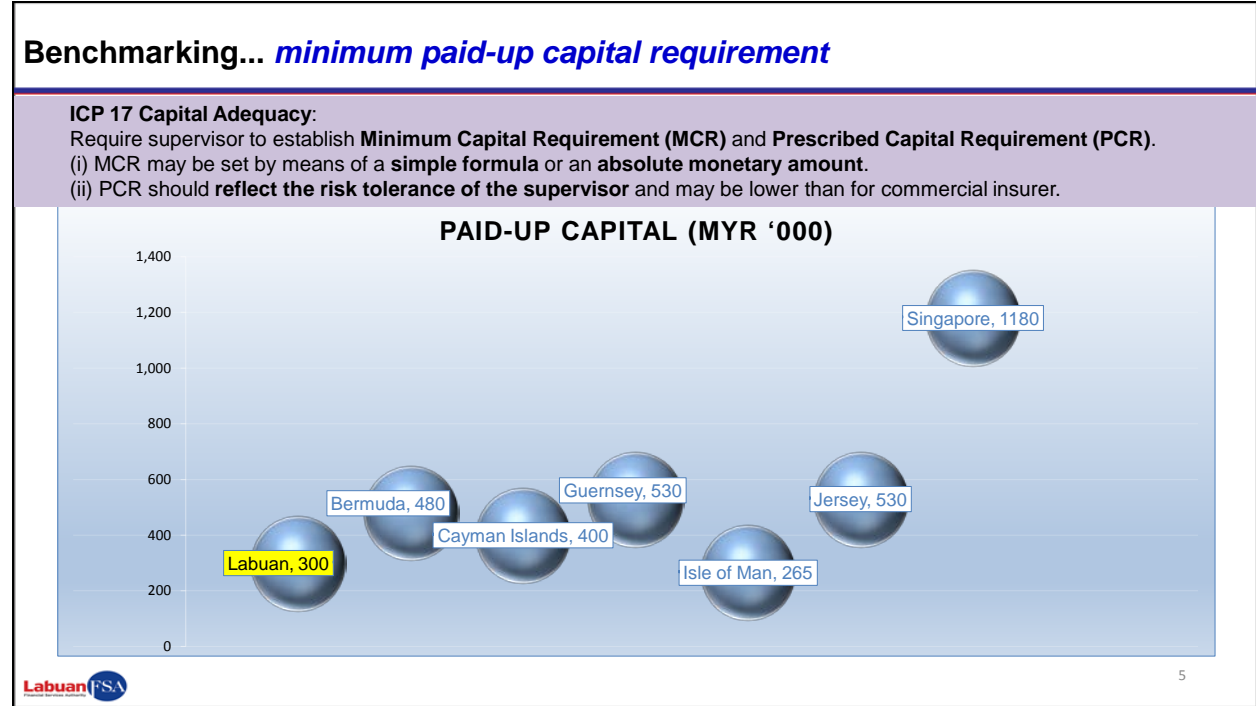 Benchmarking... minimum paid-up capital requirement
ICP 17 Capital Adequacy:
Require supervisor to establish Minimum Capital Requirement (MCR) and Prescribed Capital Requirement (PCR).
(i) MCR may be set by means of a simple formula or an absolute monetary amount.
(ii) PCR should reflect the risk tolerance of the supervisor and may be lower than for commercial insurer.
PAID-UP CAPITAL (MYR ‘000)
1,400
1,200
1,000
800
600
400
200
0
Labuan, 300
Bermuda, 480
Cayman Islands, 400
Guernsey, 530
Isle of Man, 265
Jersey, 530
Singapore, 1180
Labuan FSA
Financial Services Authority
5